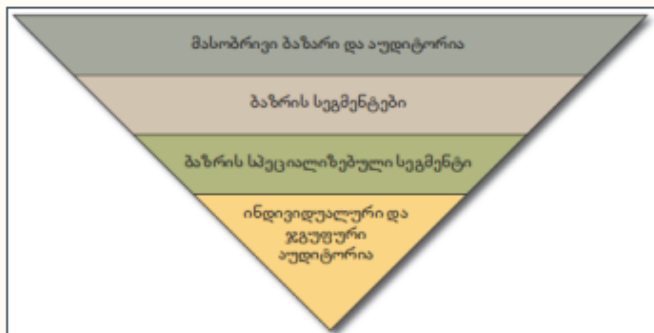 მასობრივი ბაზარი და აუდიტორია
ბაზრის სეგმენტები
ბაზრის სპეციალიზებული სეგმენტი
ინდივიდუალური და
ჯგუფური
აუდიტორია